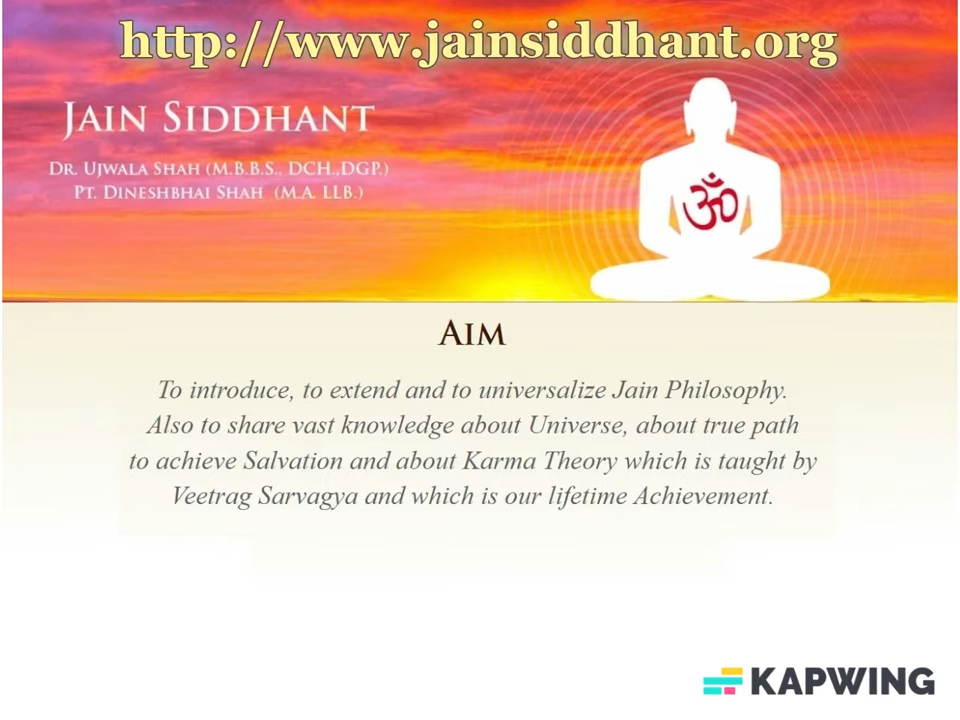 http://www.jainsiddhant.org
JAIN SIDDHANT
DR. UJWALA SHAH (M.B.B.S., DCH.,DGP.)
PT. DINESHBHAI SHAH (M.A. LLB.)
ॐ
AIM
To introduce, to extend and to universalize Jain Philosophy.
Also to share vast knowledge about Universe, about true path
to achieve Salvation and about Karma Theory which is taught by
Veetrag Sarvagya and which is our lifetime Achievement.
KAPWING